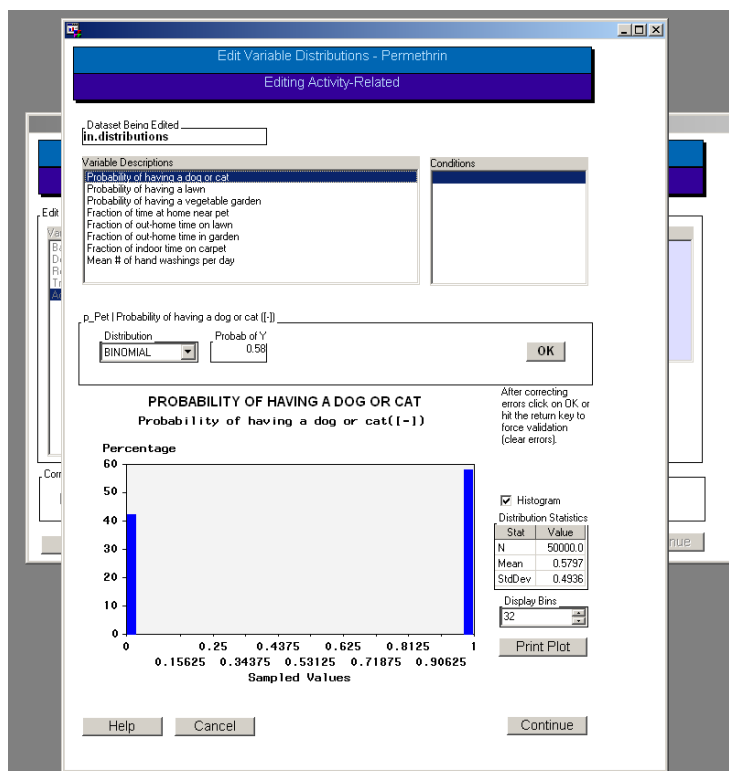 Edit Variable Distributions - Permethrin
Editing Activity-Related
Dataset Being Edited
in.distributions
Variable Descriptions
Probability of having a dog or cat
Probability of having a lawn
Probability of having a vegetable garden
Fraction of time at home near pet
Fraction of out-home time on lawn
Fraction of out-home time in garden
Fraction of indoor time on carpet
Mean # of hand washings per day
Conditions
Edit
p_Pet | Probability of having a dog or cat ([-])
Distribution
BINOMIAL
Probab of Y
0.58
OK
PROBABILITY OF HAVING A DOG OR CAT
Probability of having a dog or cat([-])
After correcting
errors click on OK or
hit the return key to
force validation
(clear errors).
Percentage
60
50
40
30
20
10
0
0 0.25 0.4375 0.625 0.8125 1
0.15625 0.34375 0.53125 0.71875 0.90625
Sampled Values
Histogram
Distribution Statistics
Stat Value
N 50000.0
Mean 0.5797
StdDev 0.4936
Display Bins
32
Print Plot
Help
Cancel
Continue